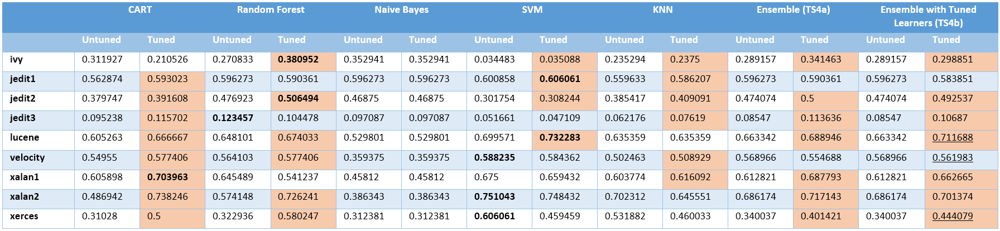 CART Random Forest Naive Bayes SVM KNN Ensemble (TS4a) Ensemble with Tuned
Learners (TS4b)
Untuned Tuned Untuned Tuned Untuned Tuned Untuned Tuned Untuned Tuned Untuned Tuned Untuned Tuned
ivy 0.311927 0.210526 0.270833 0.380952 0.352941 0.352941 0.034483 0.035088 0.235294 0.2375 0.289157 0.341463 0.289157 0.298851
jedit1 0.562874 0.593023 0.596273 0.590361 0.596273 0.596273 0.600858 0.606061 0.559633 0.586207 0.596273 0.590361 0.596273 0.583851
jedit2 0.379747 0.391608 0.476923 0.506494 0.46875 0.46875 0.301754 0.308244 0.385417 0.409091 0.474074 0.5 0.474074 0.492537
jedit3 0.095238 0.115702 0.123457 0.104478 0.097087 0.097087 0.051661 0.047109 0.062176 0.07619 0.08547 0.113636 0.08547 0.10687
lucene 0.605263 0.666667 0.648101 0.674033 0.529801 0.529801 0.699571 0.732283 0.635359 0.635359 0.663342 0.688946 0.663342 0.711688
velocity 0.54955 0.577406 0.564103 0.577406 0.359375 0.359375 0.588235 0.584362 0.502463 0.508929 0.568966 0.554688 0.568966 0.561983
xalan1 0.605898 0.703963 0.645489 0.541237 0.45812 0.45812 0.675 0.659432 0.603774 0.616092 0.612821 0.687793 0.612821 0.662665
xalan2 0.486942 0.738246 0.574148 0.726241 0.386343 0.386343 0.751043 0.748432 0.702312 0.645551 0.686174 0.717143 0.686174 0.701374
xerces 0.31028 0.5 0.322936 0.580247 0.312381 0.312381 0.606061 0.459459 0.531882 0.460033 0.340037 0.401421 0.340037 0.444079